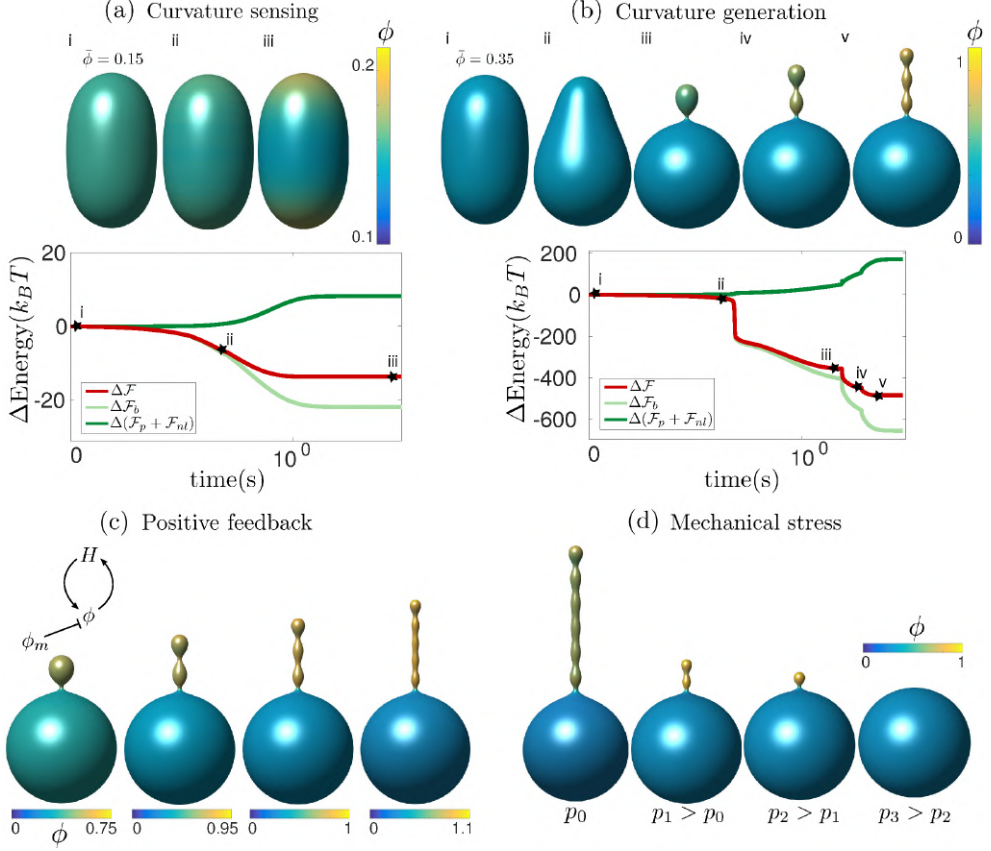 (a) Curvature sensing
i ii iii
ϕ̄ = 0.15
ϕ
0.2
0.1
20
0
-20
ΔEnergy(k_BT)
i
ii
iii
Δℱ
Δℱ_b
Δ(ℱ_p + ℱ_nl)
0 10^0
time(s)
(b) Curvature generation
i ii iii iv v
ϕ̄ = 0.35
ϕ
1
0
200
0
-200
-400
-600
ΔEnergy(k_BT)
i
ii
iii
iv
v
Δℱ
Δℱ_b
Δ(ℱ_p + ℱ_nl)
0 10^0
time(s)
(c) Positive feedback
H
ϕ
ϕ_m
0 0.75
ϕ
0 0.95
0 1
0 1.1
(d) Mechanical stress
ϕ
0 1
p_0
p_1 > p_0
p_2 > p_1
p_3 > p_2